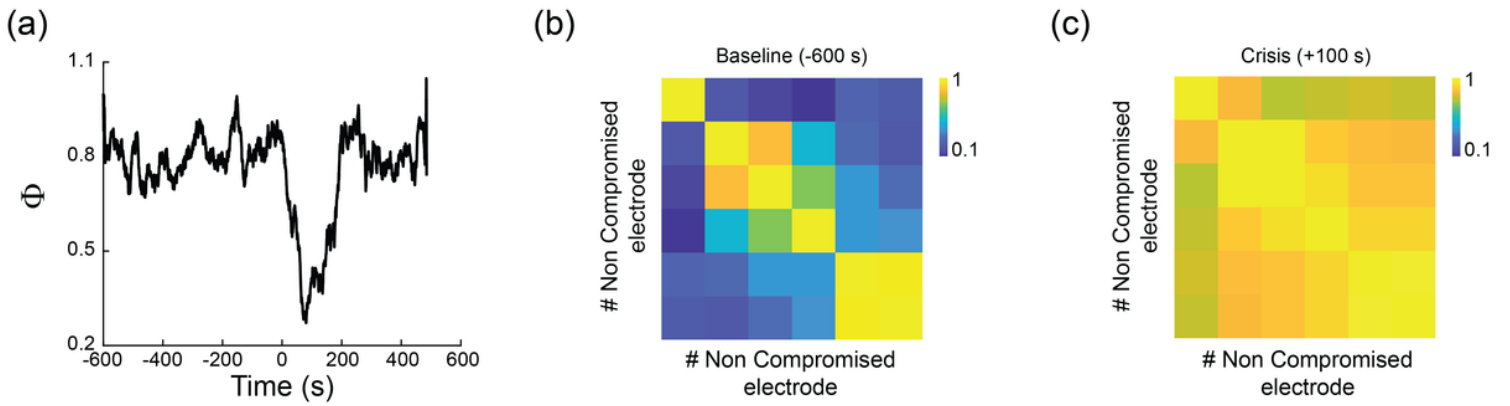 (a)
1.1
0.8
0.5
0.2
Φ
-600
-400
-200
0
200
400
600
Time (s)
(b)
Baseline (-600 s)
1
0.1
# Non Compromised
electrode
# Non Compromised
electrode
(c)
Crisis (+100 s)
1
0.1
# Non Compromised
electrode
# Non Compromised
electrode